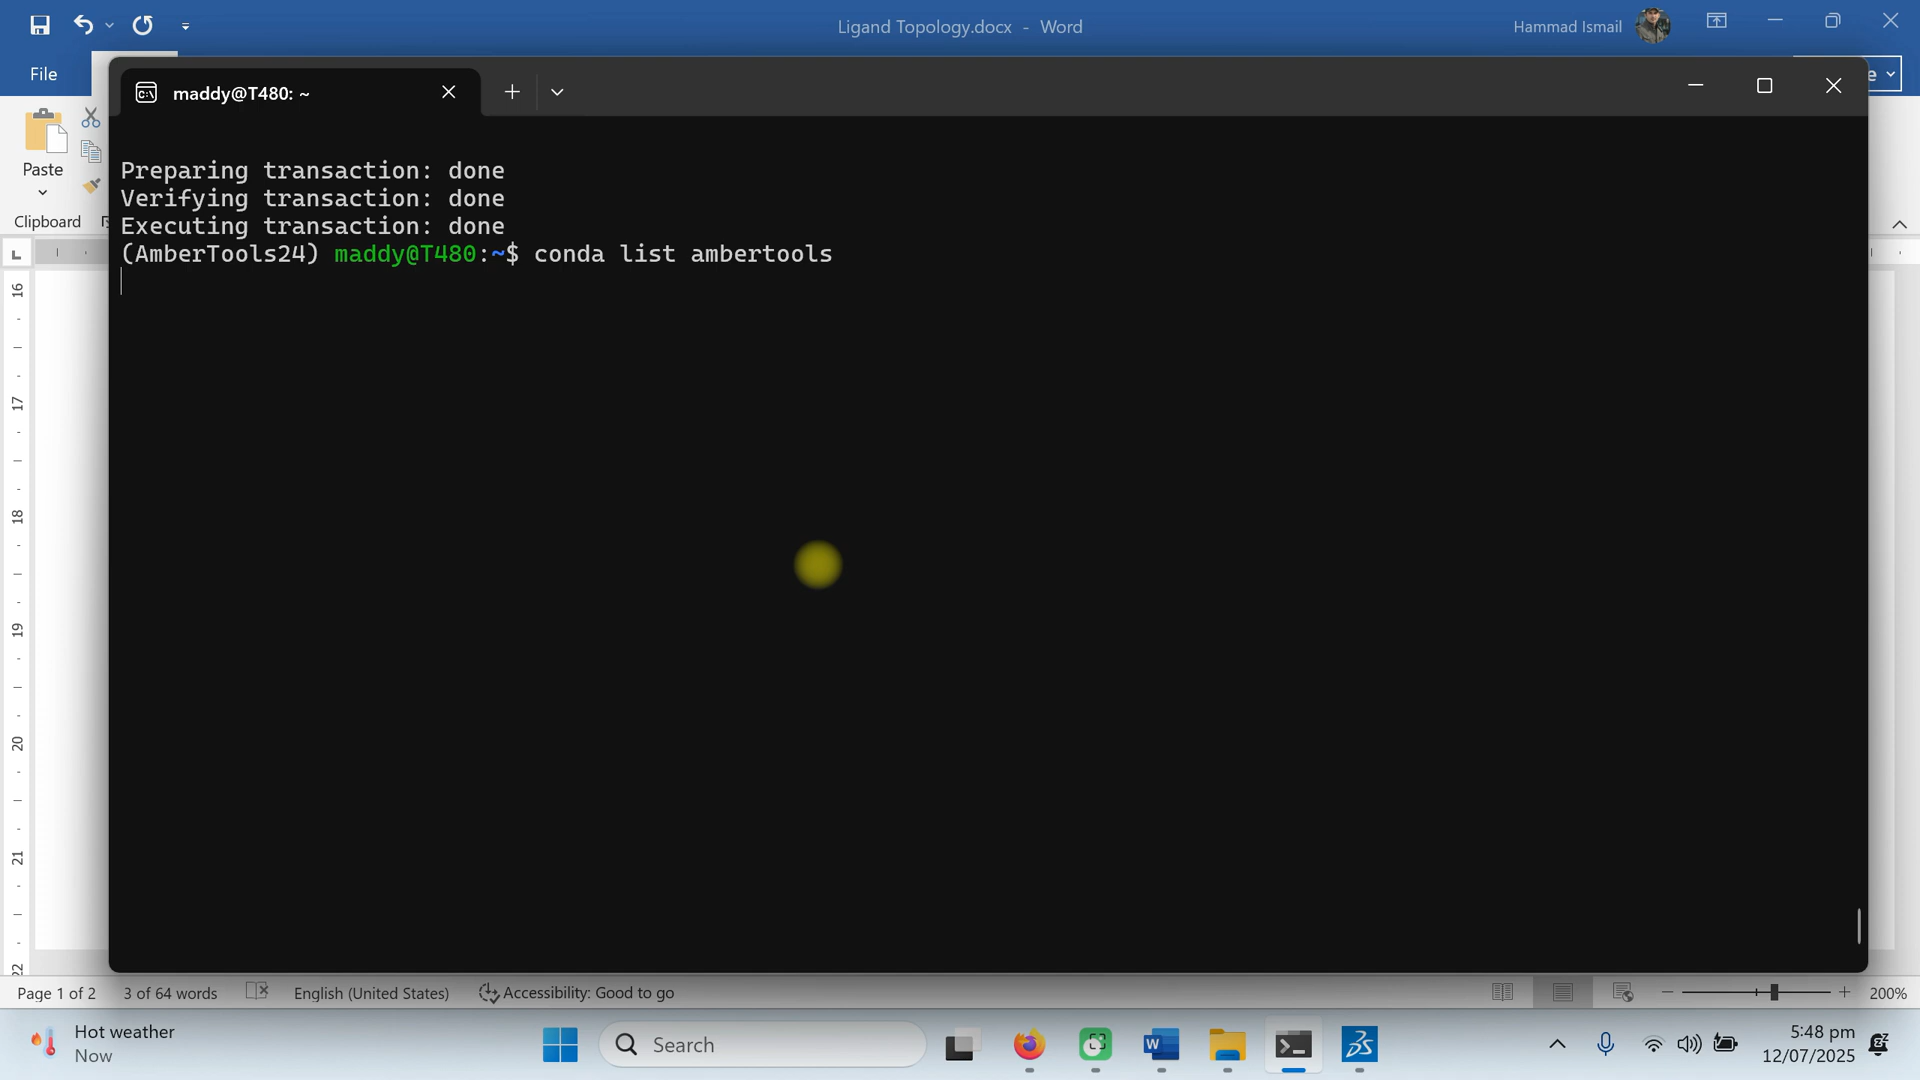 Ligand Topology.docx - Word
Hammad Ismail
File
maddy@T480: ~
Paste
Clipboard
Preparing transaction: done
Verifying transaction: done
Executing transaction: done
(AmberTools24) maddy@T480:~$ conda list ambertools
16
17
18
19
20
21
22
Page 1 of 2
3 of 64 words
English (United States)
Accessibility: Good to go
200%
Hot weather
Now
Search
5:48 pm
12/07/2025